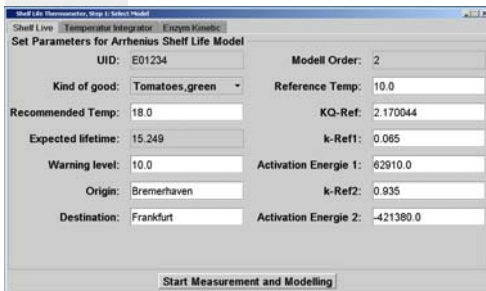 Shelf Life Thermometer, Step 1: Select Model
Shelf Live Temperatur Integrator Enzym Kinetic
Set Parameters for Arrhenius Shelf Life Model
UID: E01234 Modell Order: 2
Kind of good: Tomatoes,green Reference Temp: 10.0
Recommended Temp: 18.0 KQ-Ref: 2.170044
Expected lifetime: 15.249 k-Ref1: 0.065
Warning level: 10.0 Activation Energie 1: 62910.0
Origin: Bremerhaven k-Ref2: 0.935
Destination: Frankfurt Activation Energie 2: -421380.0
Start Measurement and Modelling